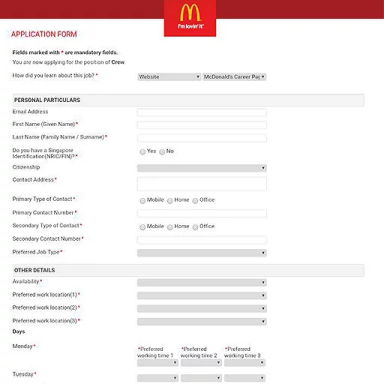 i'm lovin' it
APPLICATION FORM
Fields marked with * are mandatory fields.
You are now applying for the position of Crew.
How did you learn about this job? * Website McDonald's Career Pag
PERSONAL PARTICULARS
Email Address
First Name (Given Name)*
Last Name (Family Name / Surname)*
Do you have a Singapore Yes No
Identification(NRIC/FIN)?*
Citizenship
Contact Address*
Primary Type of Contact* Mobile Home Office
Primary Contact Number*
Secondary Type of Contact* Mobile Home Office
Secondary Contact Number*
Preferred Job Type*
OTHER DETAILS
Availability*
Preferred work location(1)*
Preferred work location(2)*
Preferred work location(3)*
Days
Monday* *Preferred *Preferred *Preferred
working time 1 working time 2 working time 3
Tuesday*